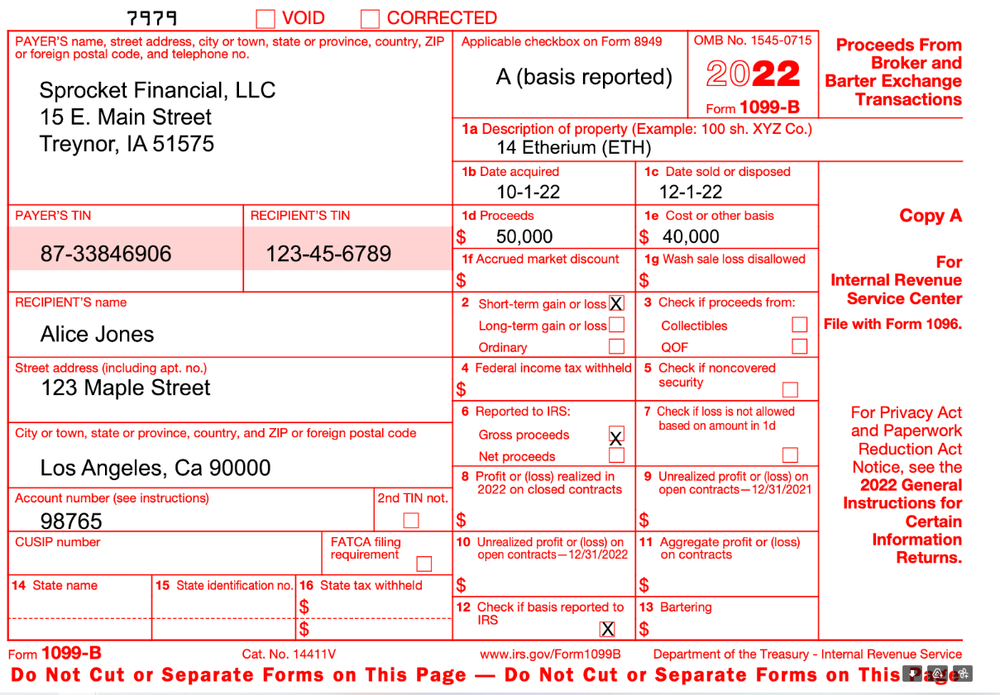 7979
VOID
CORRECTED
PAYER'S name, street address, city or town, state or province, country, ZIP
or foreign postal code, and telephone no.
Sprocket Financial, LLC
15 E. Main Street
Treynor, IA 51575
Applicable checkbox on Form 8949
A (basis reported)
OMB No. 1545-0715
2022
Form 1099-B
Proceeds From
Broker and
Barter Exchange
Transactions
1a Description of property (Example: 100 sh. XYZ Co.)
14 Etherium (ETH)
1b Date acquired
10-1-22
1c Date sold or disposed
12-1-22
PAYER'S TIN
87-33846906
RECIPIENT'S TIN
123-45-6789
1d Proceeds
$ 50,000
1e Cost or other basis
$ 40,000
Copy A
1f Accrued market discount
$
1g Wash sale loss disallowed
$
For
Internal Revenue
Service Center
File with Form 1096.
RECIPIENT'S name
Alice Jones
2 Short-term gain or loss X
Long-term gain or loss
Ordinary
3 Check if proceeds from:
Collectibles
QOF
Street address (including apt. no.)
123 Maple Street
4 Federal income tax withheld
$
5 Check if noncovered
security
6 Reported to IRS:
Gross proceeds X
Net proceeds
7 Check if loss is not allowed
based on amount in 1d
For Privacy Act
and Paperwork
Reduction Act
Notice, see the
2022 General
Instructions for
Certain
Information
Returns.
City or town, state or province, country, and ZIP or foreign postal code
Los Angeles, Ca 90000
8 Profit or (loss) realized in
2022 on closed contracts
$
9 Unrealized profit or (loss) on
open contracts—12/31/2021
$
Account number (see instructions)
98765
2nd TIN not.
CUSIP number
FATCA filing
requirement
10 Unrealized profit or (loss) on
open contracts—12/31/2022
$
11 Aggregate profit or (loss)
on contracts
$
14 State name
15 State identification no.
16 State tax withheld
$
$
12 Check if basis reported to
IRS
X
13 Bartering
$
Form 1099-B
Cat. No. 14411V
www.irs.gov/Form1099B
Department of the Treasury - Internal Revenue Service
Do Not Cut or Separate Forms on This Page — Do Not Cut or Separate Forms on This Page